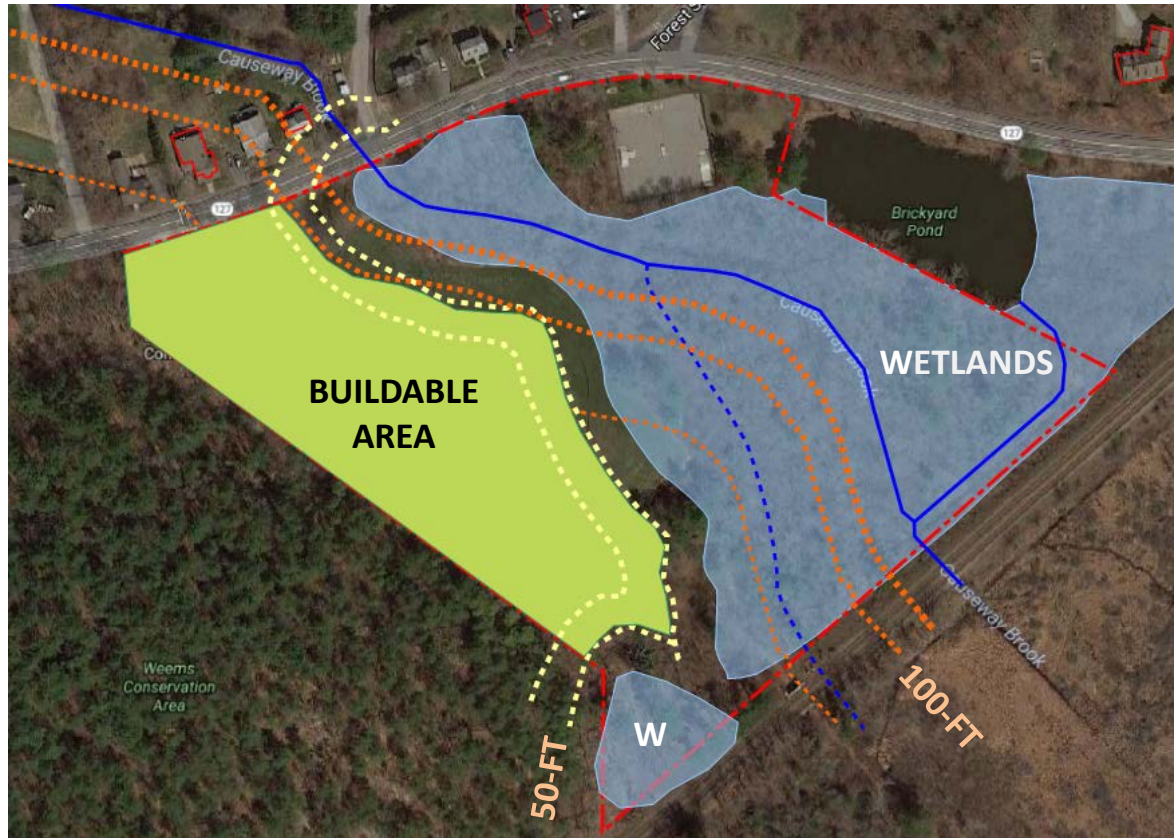 Forest S
Causeway Brook
127
127
Brickyard
Pond
Causeway Brook
WETLANDS
BUILDABLE
AREA
Con
Causeway Brook
Weems
Conservation
Area
100-FT
W
50-FT